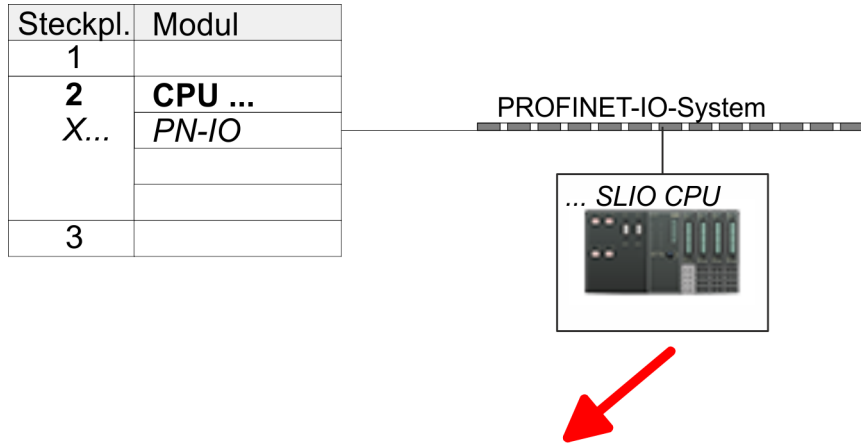 Steckpl. Modul
1
2 CPU ...
X... PN-IO
3
PROFINET-IO-System
... SLIO CPU